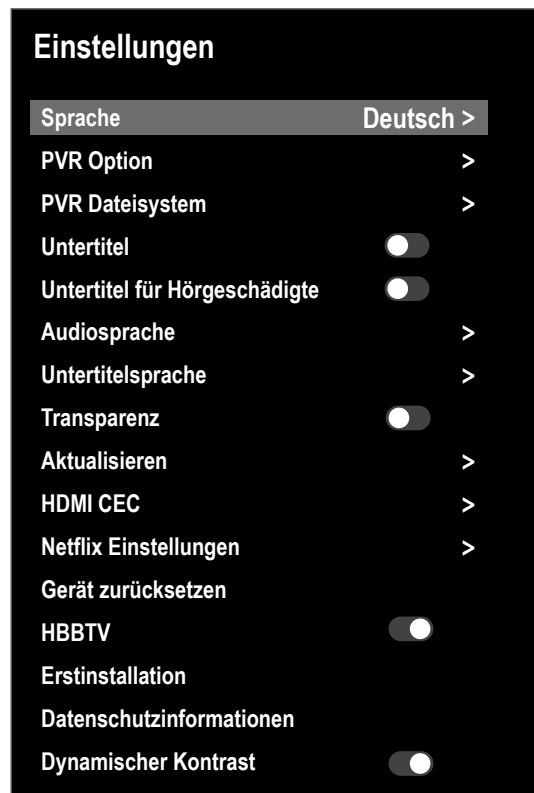 Einstellungen
Sprache Deutsch >
PVR Option >
PVR Dateisystem >
Untertitel
Untertitel für Hörgeschädigte
Audiosprache >
Untertitelsprache >
Transparenz
Aktualisieren >
HDMI CEC >
Netflix Einstellungen >
Gerät zurücksetzen
HBBTV
Erstinstallation
Datenschutzinformationen
Dynamischer Kontrast